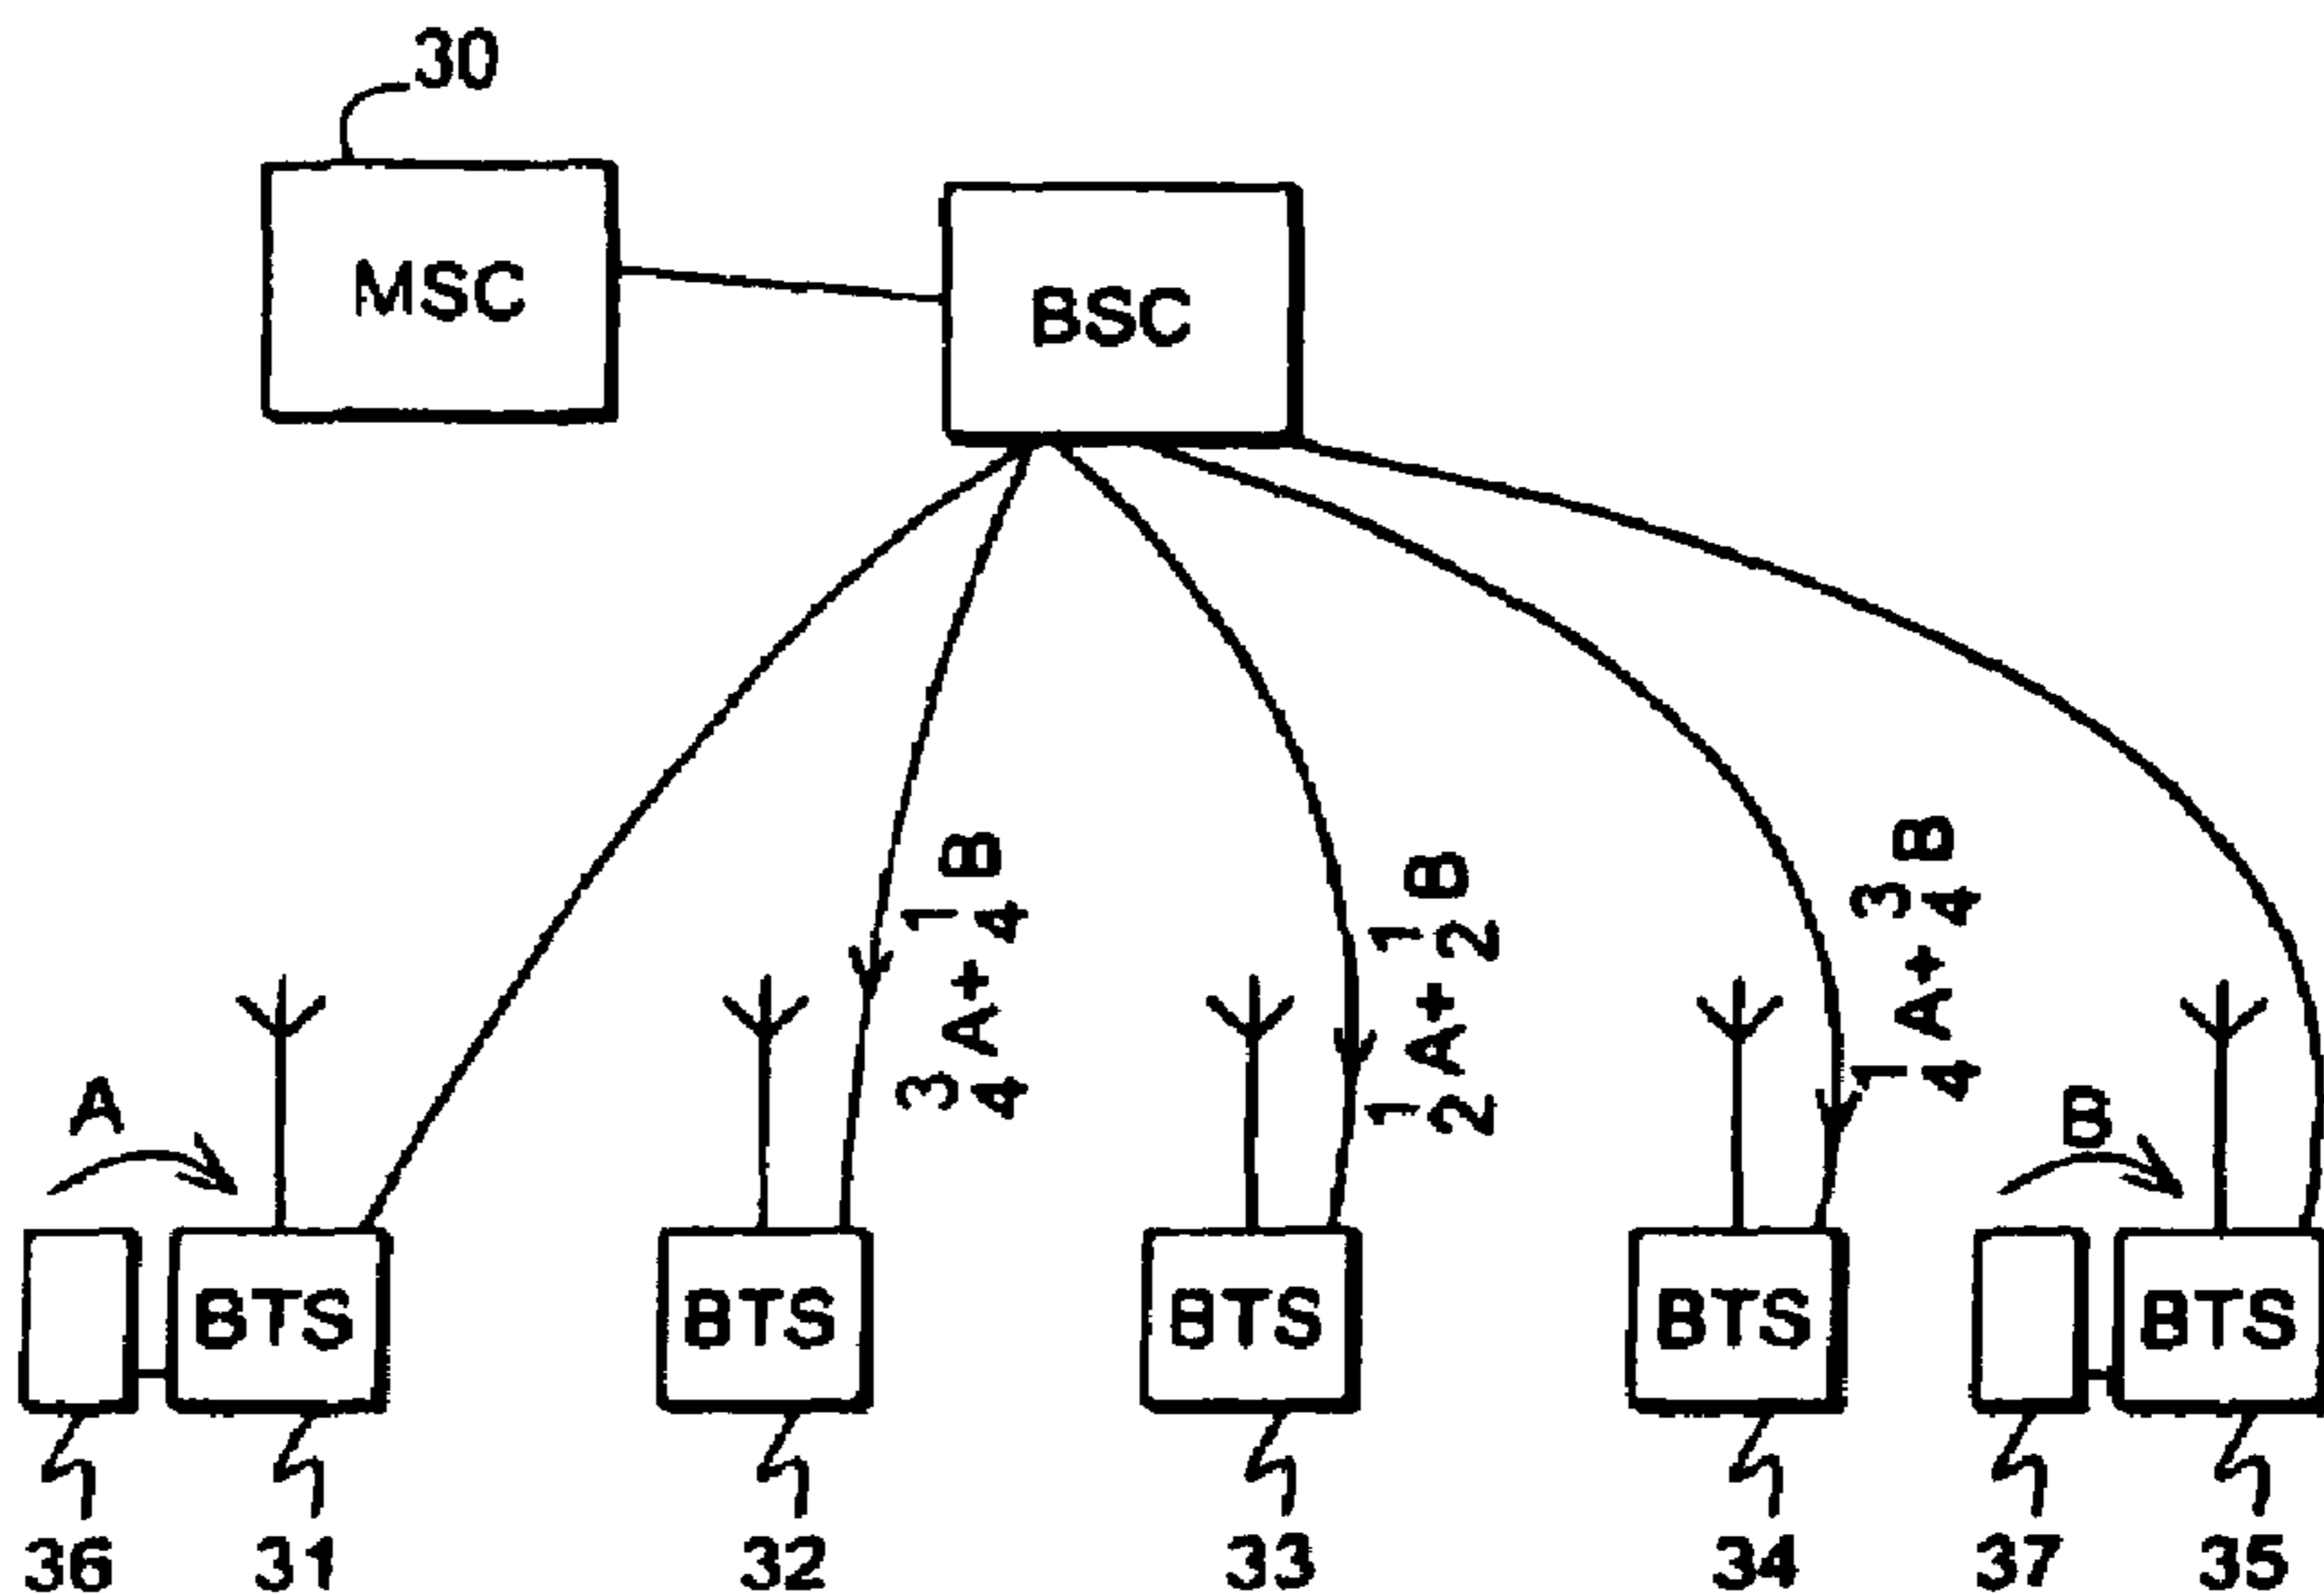 30
MSC
BSC
3/4 A + 1/4 B
1/2 A + 1/2 B
1/4 A + 3/4 B
A
B
BTS BTS BTS BTS BTS
36 31 32 33 34 37 35